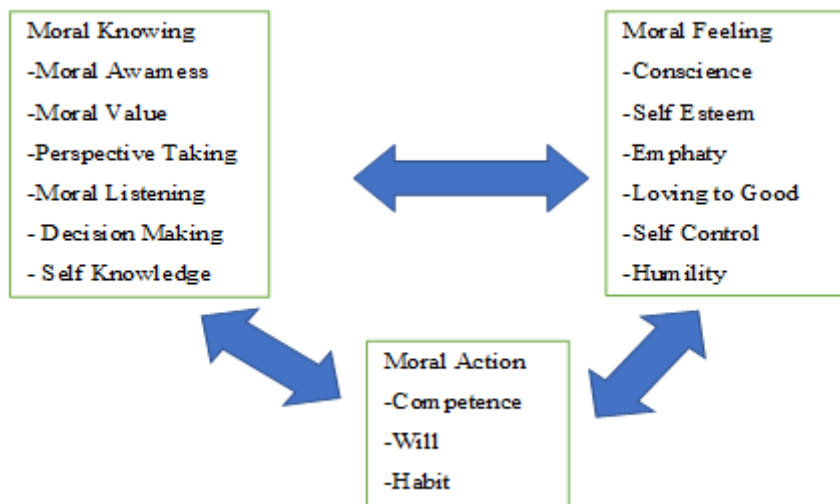 Moral Knowing
-Moral Awarness
-Moral Value
-Perspective Taking
-Moral Listening
- Decision Making
- Self Knowledge
Moral Feeling
-Conscience
-Self Esteem
-Emphaty
-Loving to Good
-Self Control
-Humility
Moral Action
-Competence
-Will
-Habit